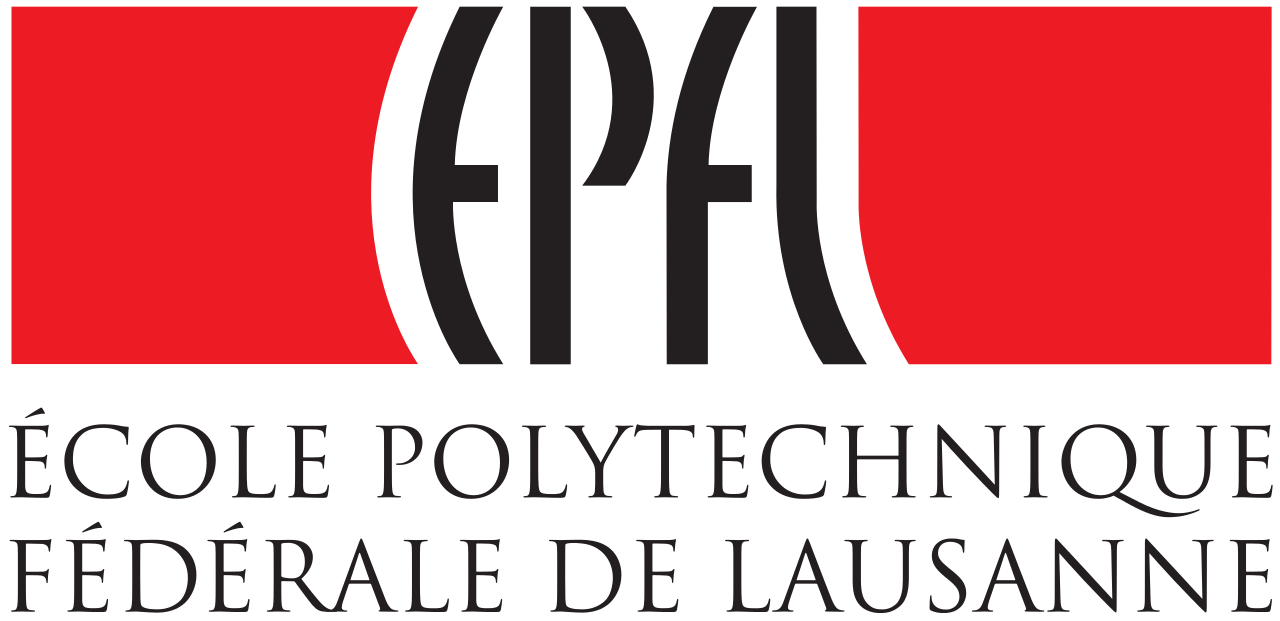 EPFL
ÉCOLE POLYTECHNIQUE
FÉDÉRALE DE LAUSANNE